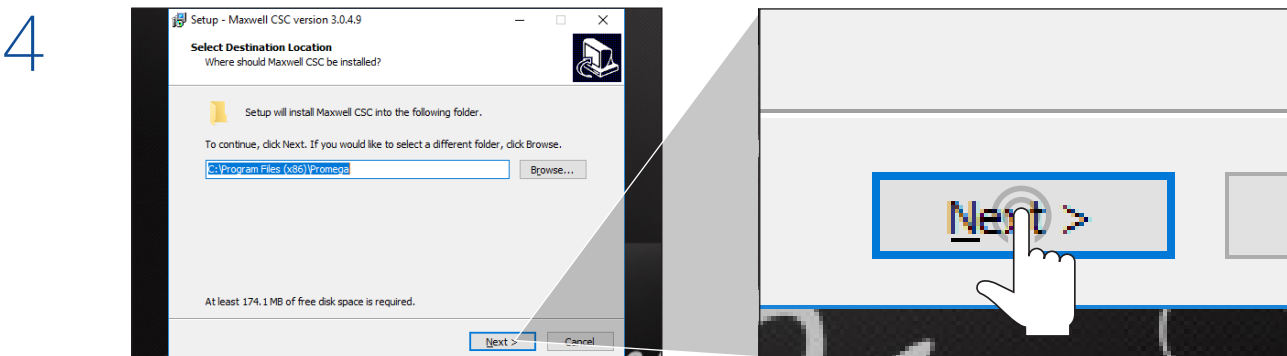 4
Setup - Maxwell CSC version 3.0.4.9
Select Destination Location
Where should Maxwell CSC be installed?
Setup will install Maxwell CSC into the following folder.
To continue, click Next. If you would like to select a different folder, click Browse.
C:\Program Files (x86)\Promega
Browse...
At least 174.1 MB of free disk space is required.
Next >
Cancel
Next >